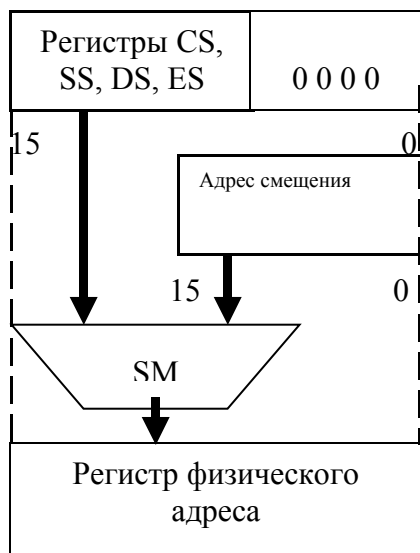 Регистры CS,
SS, DS, ES
0 0 0 0
15
0
Адрес смещения
15
0
SM
Регистр физического
адреса